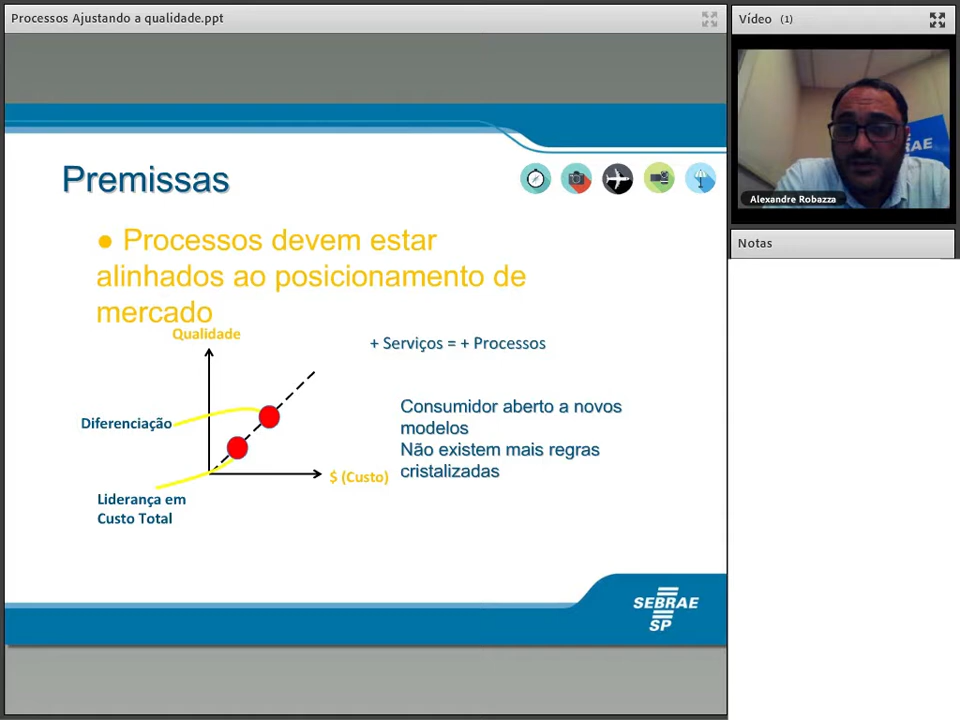 Processos Ajustando a qualidade.ppt
Vídeo (1)
Premissas
● Processos devem estar
alinhados ao posicionamento de
mercado
Qualidade
+ Serviços = + Processos
Diferenciação
Consumidor aberto a novos
modelos
Não existem mais regras
cristalizadas
$ (Custo)
Liderança em
Custo Total
SEBRAE
SP
RAE
Alexandre Robazza
Notas